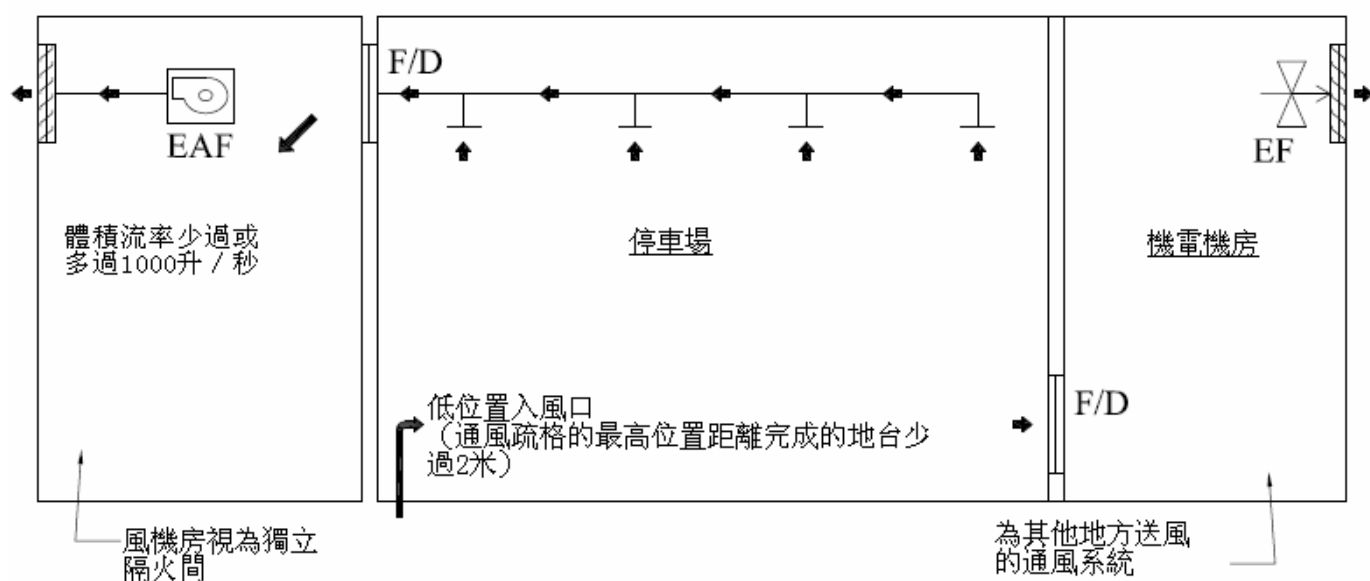 F/D
EAF
EF
體積流率少過或
多過1000升／秒
停車場
機電機房
低位置入風口
（通風疏格的最高位置距離完成的地台少
過2米）
F/D
風機房視為獨立
隔火間
為其他地方送風
的通風系統